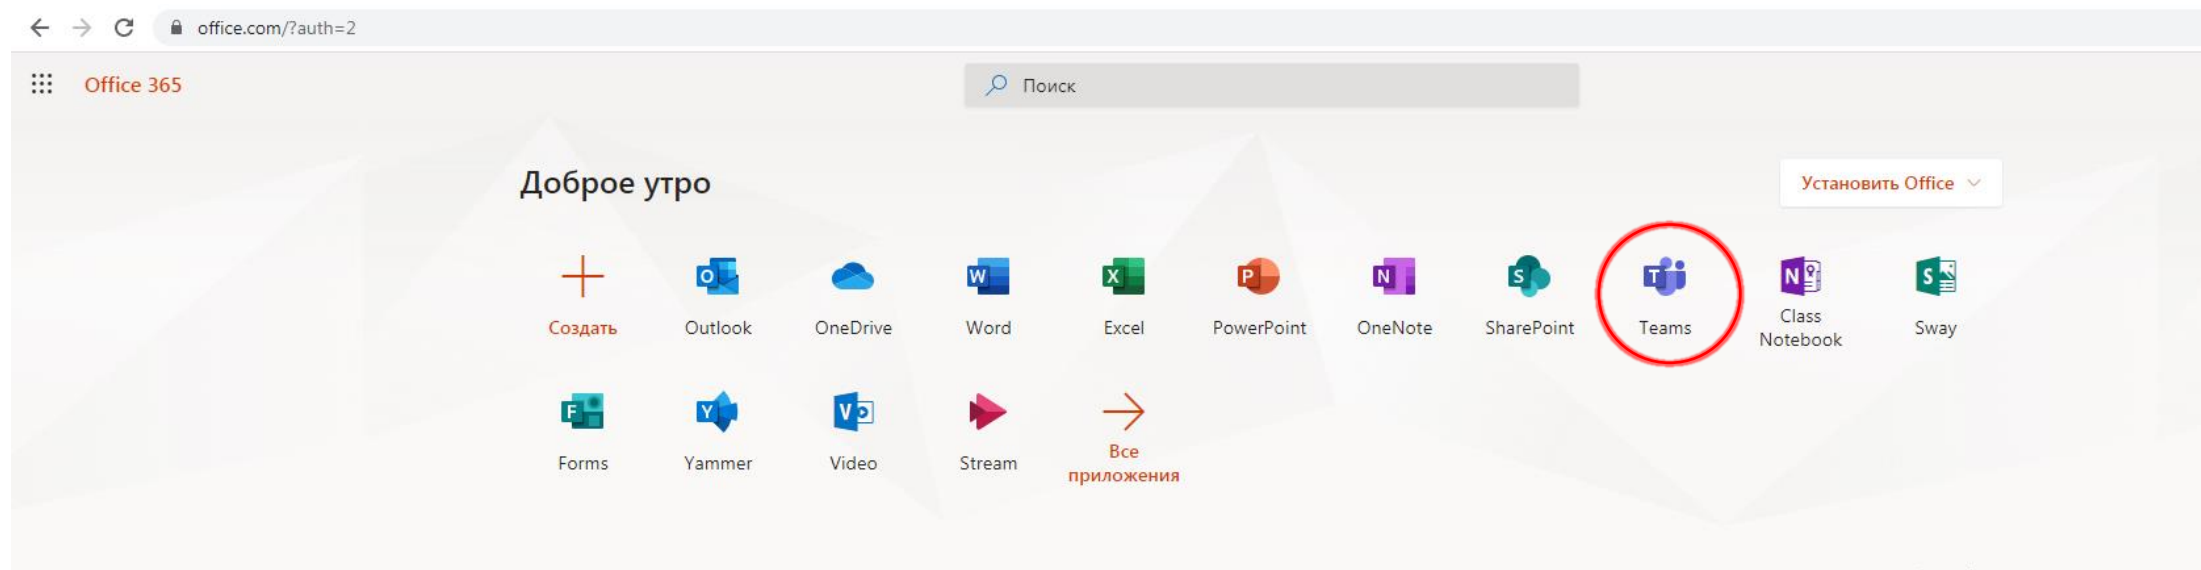 office.com/?auth=2
Office 365
Поиск
Доброе утро
Установить Office
Создать
Outlook
OneDrive
Word
Excel
PowerPoint
OneNote
SharePoint
Teams
Class
Notebook
Sway
Forms
Yammer
Video
Stream
Все
приложения